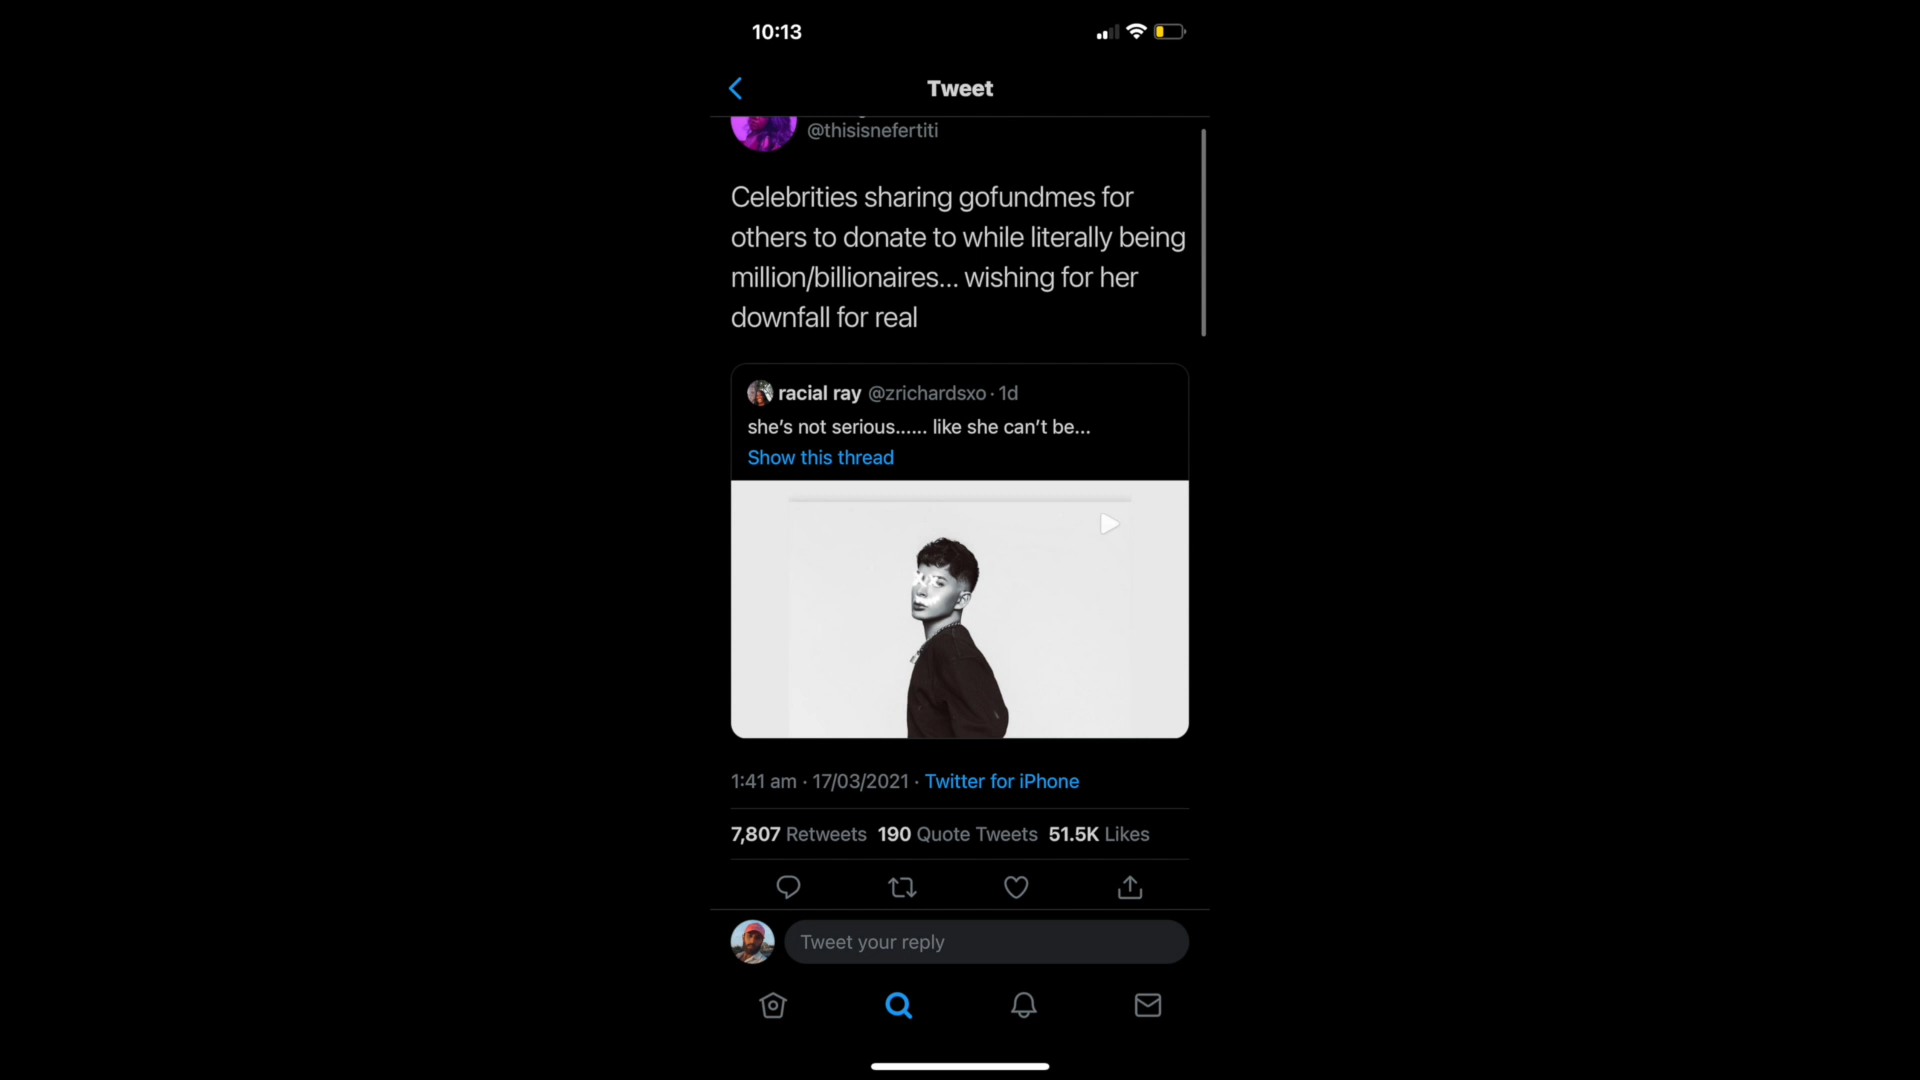 10:13
Tweet
@thisisnefertiti
Celebrities sharing gofundmes for
others to donate to while literally being
million/billionaires... wishing for her
downfall for real
racial ray @zrichardsxo · 1d
she's not serious...... like she can't be...
Show this thread
1:41 am · 17/03/2021 · Twitter for iPhone
7,807 Retweets 190 Quote Tweets 51.5K Likes
Tweet your reply